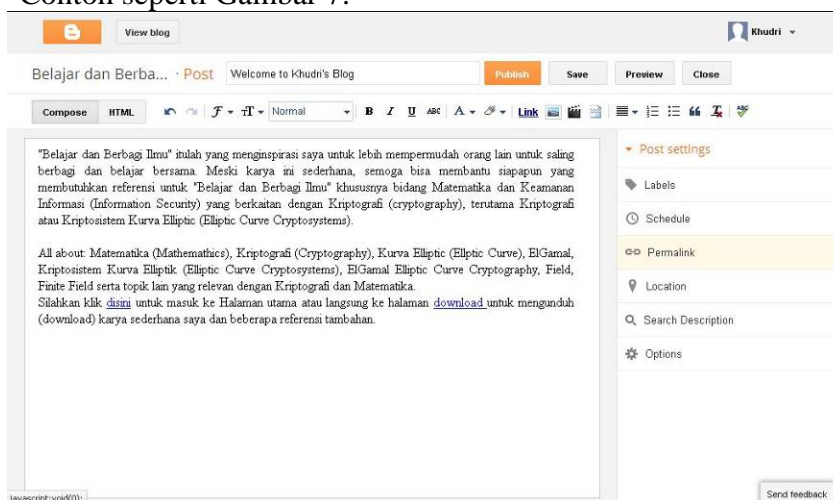 Contoh seperti Gambar 7.
View blog
Khudri
Belajar dan Berba... · Post
Welcome to Khudri's Blog
Publish
Save
Preview
Close
Compose
HTML
Normal
B I U ABC A Link
"Belajar dan Berbagi Ilmu" itulah yang menginspirasi saya untuk lebih mempermudah orang lain untuk saling
berbagi dan belajar bersama. Meski karya ini sederhana, semoga bisa membantu siapapun yang
membutuhkan referensi untuk "Belajar dan Berbagi Ilmu" khususnya bidang Matematika dan Keamanan
Informasi (Information Security) yang berkaitan dengan Kriptografi (cryptography), terutama Kriptografi
atau Kriptosistem Kurva Elliptic (Elliptic Curve Cryptosystems).
All about: Matematika (Mathemathics), Kriptografi (Cryptography), Kurva Elliptic (Elliptic Curve), ElGamal,
Kriptosistem Kurva Elliptik (Elliptic Curve Cryptosystems), ElGamal Elliptic Curve Cryptography, Field,
Finite Field serta topik lain yang relevan dengan Kriptografi dan Matematika.
Silahkan klik disini untuk masuk ke Halaman utama atau langsung ke halaman download untuk mengunduh
(download) karya sederhana saya dan beberapa referensi tambahan.
Post settings
Labels
Schedule
Permalink
Location
Search Description
Options
javascript:void(0);
Send feedback